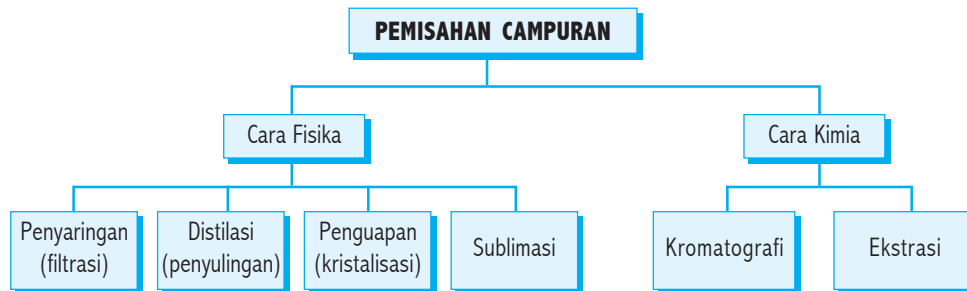 PEMISAHAN CAMPURAN
Cara Fisika
Cara Kimia
Penyaringan
(filtrasi)
Distilasi
(penyulingan)
Penguapan
(kristalisasi)
Sublimasi
Kromatografi
Ekstrasi